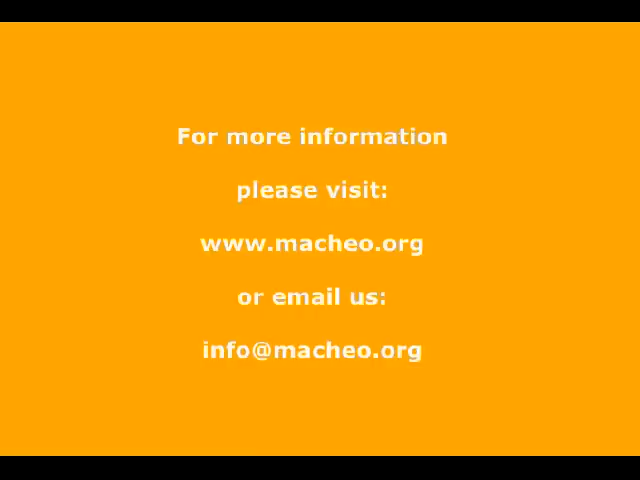 For more information
please visit:
www.macheo.org
or email us:
info@macheo.org